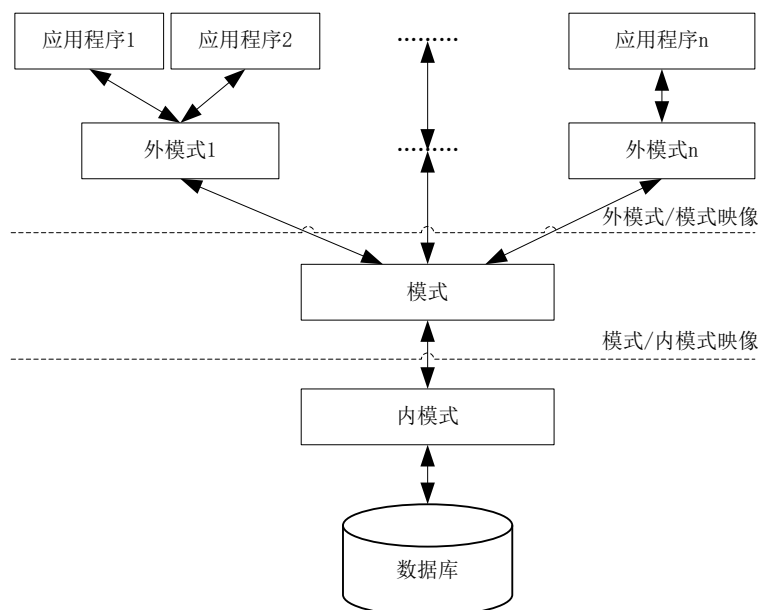 应用程序1 应用程序2 ……… 应用程序n
外模式1 ……… 外模式n
外模式/模式映像
模式
模式/内模式映像
内模式
数据库